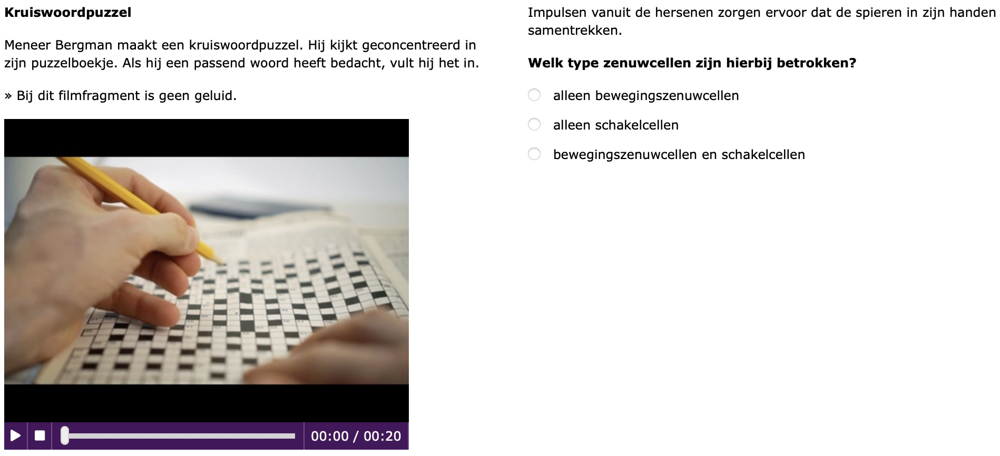 Kruiswoordpuzzel
Meneer Bergman maakt een kruiswoordpuzzel. Hij kijkt geconcentreerd in
zijn puzzelboekje. Als hij een passend woord heeft bedacht, vult hij het in.
» Bij dit filmfragment is geen geluid.
00:00 / 00:20
Impulsen vanuit de hersenen zorgen ervoor dat de spieren in zijn handen
samentrekken.
Welk type zenuwcellen zijn hierbij betrokken?
alleen bewegingszenuwcellen
alleen schakelcellen
bewegingszenuwcellen en schakelcellen